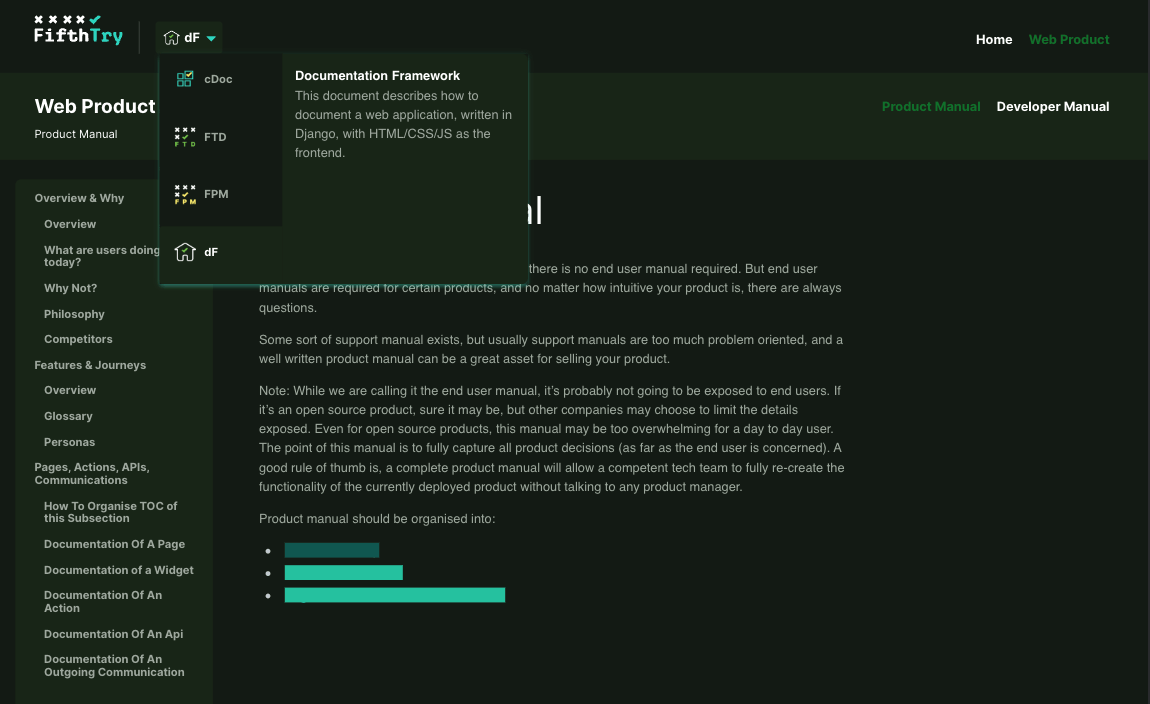 FifthTry
dF
Home
Web Product
cDoc
FTD
FTD
FPM
FPM
dF
Documentation Framework
This document describes how to
document a web application, written in
Django, with HTML/CSS/JS as the
frontend.
Web Product
Product Manual
Product Manual
Developer Manual
Overview & Why
Overview
What are users doing
today?
Why Not?
Philosophy
Competitors
Features & Journeys
Overview
Glossary
Personas
Pages, Actions, APIs,
Communications
How To Organise TOC of
this Subsection
Documentation Of A Page
Documentation of a Widget
Documentation Of An
Action
Documentation Of An Api
Documentation Of An
Outgoing Communication
there is no end user manual required. But end user
manuals are required for certain products, and no matter how intuitive your product is, there are always
questions.
Some sort of support manual exists, but usually support manuals are too much problem oriented, and a
well written product manual can be a great asset for selling your product.
Note: While we are calling it the end user manual, it’s probably not going to be exposed to end users. If
it’s an open source product, sure it may be, but other companies may choose to limit the details
exposed. Even for open source products, this manual may be too overwhelming for a day to day user.
The point of this manual is to fully capture all product decisions (as far as the end user is concerned). A
good rule of thumb is, a complete product manual will allow a competent tech team to fully re-create the
functionality of the currently deployed product without talking to any product manager.
Product manual should be organised into: